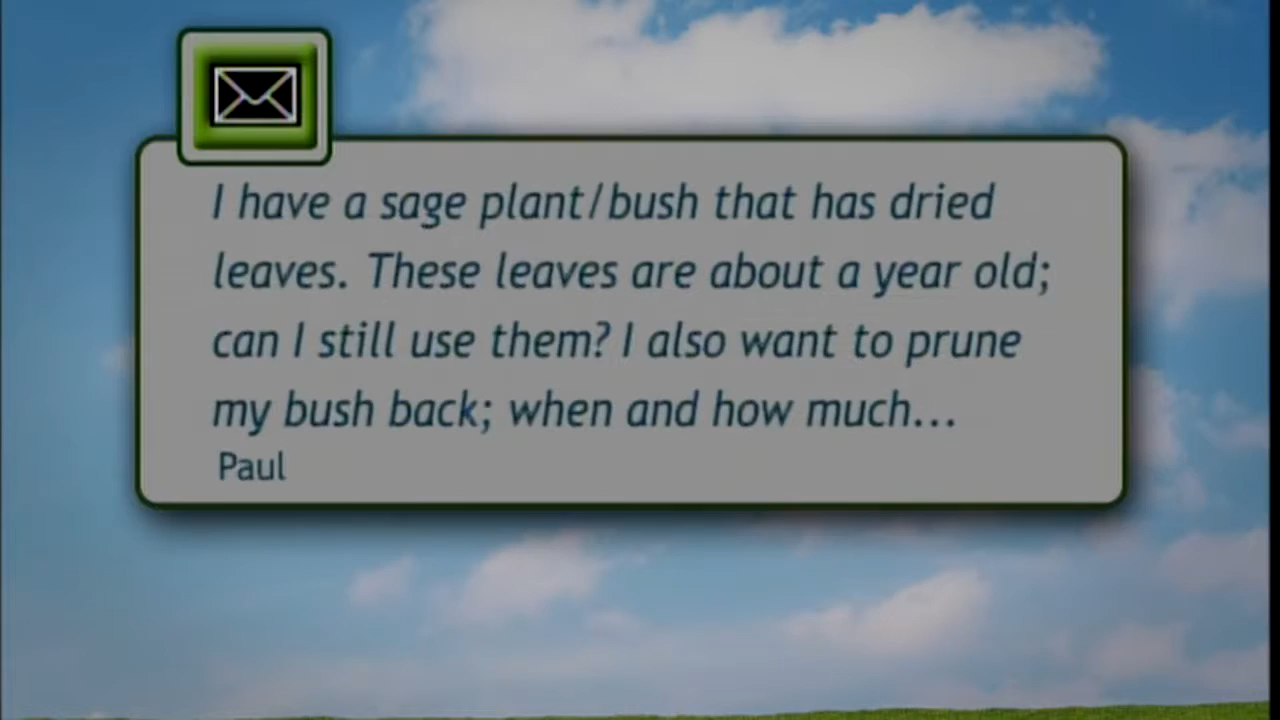 I have a sage plant/bush that has dried
leaves. These leaves are about a year old;
can I still use them? I also want to prune
my bush back; when and how much...
Paul